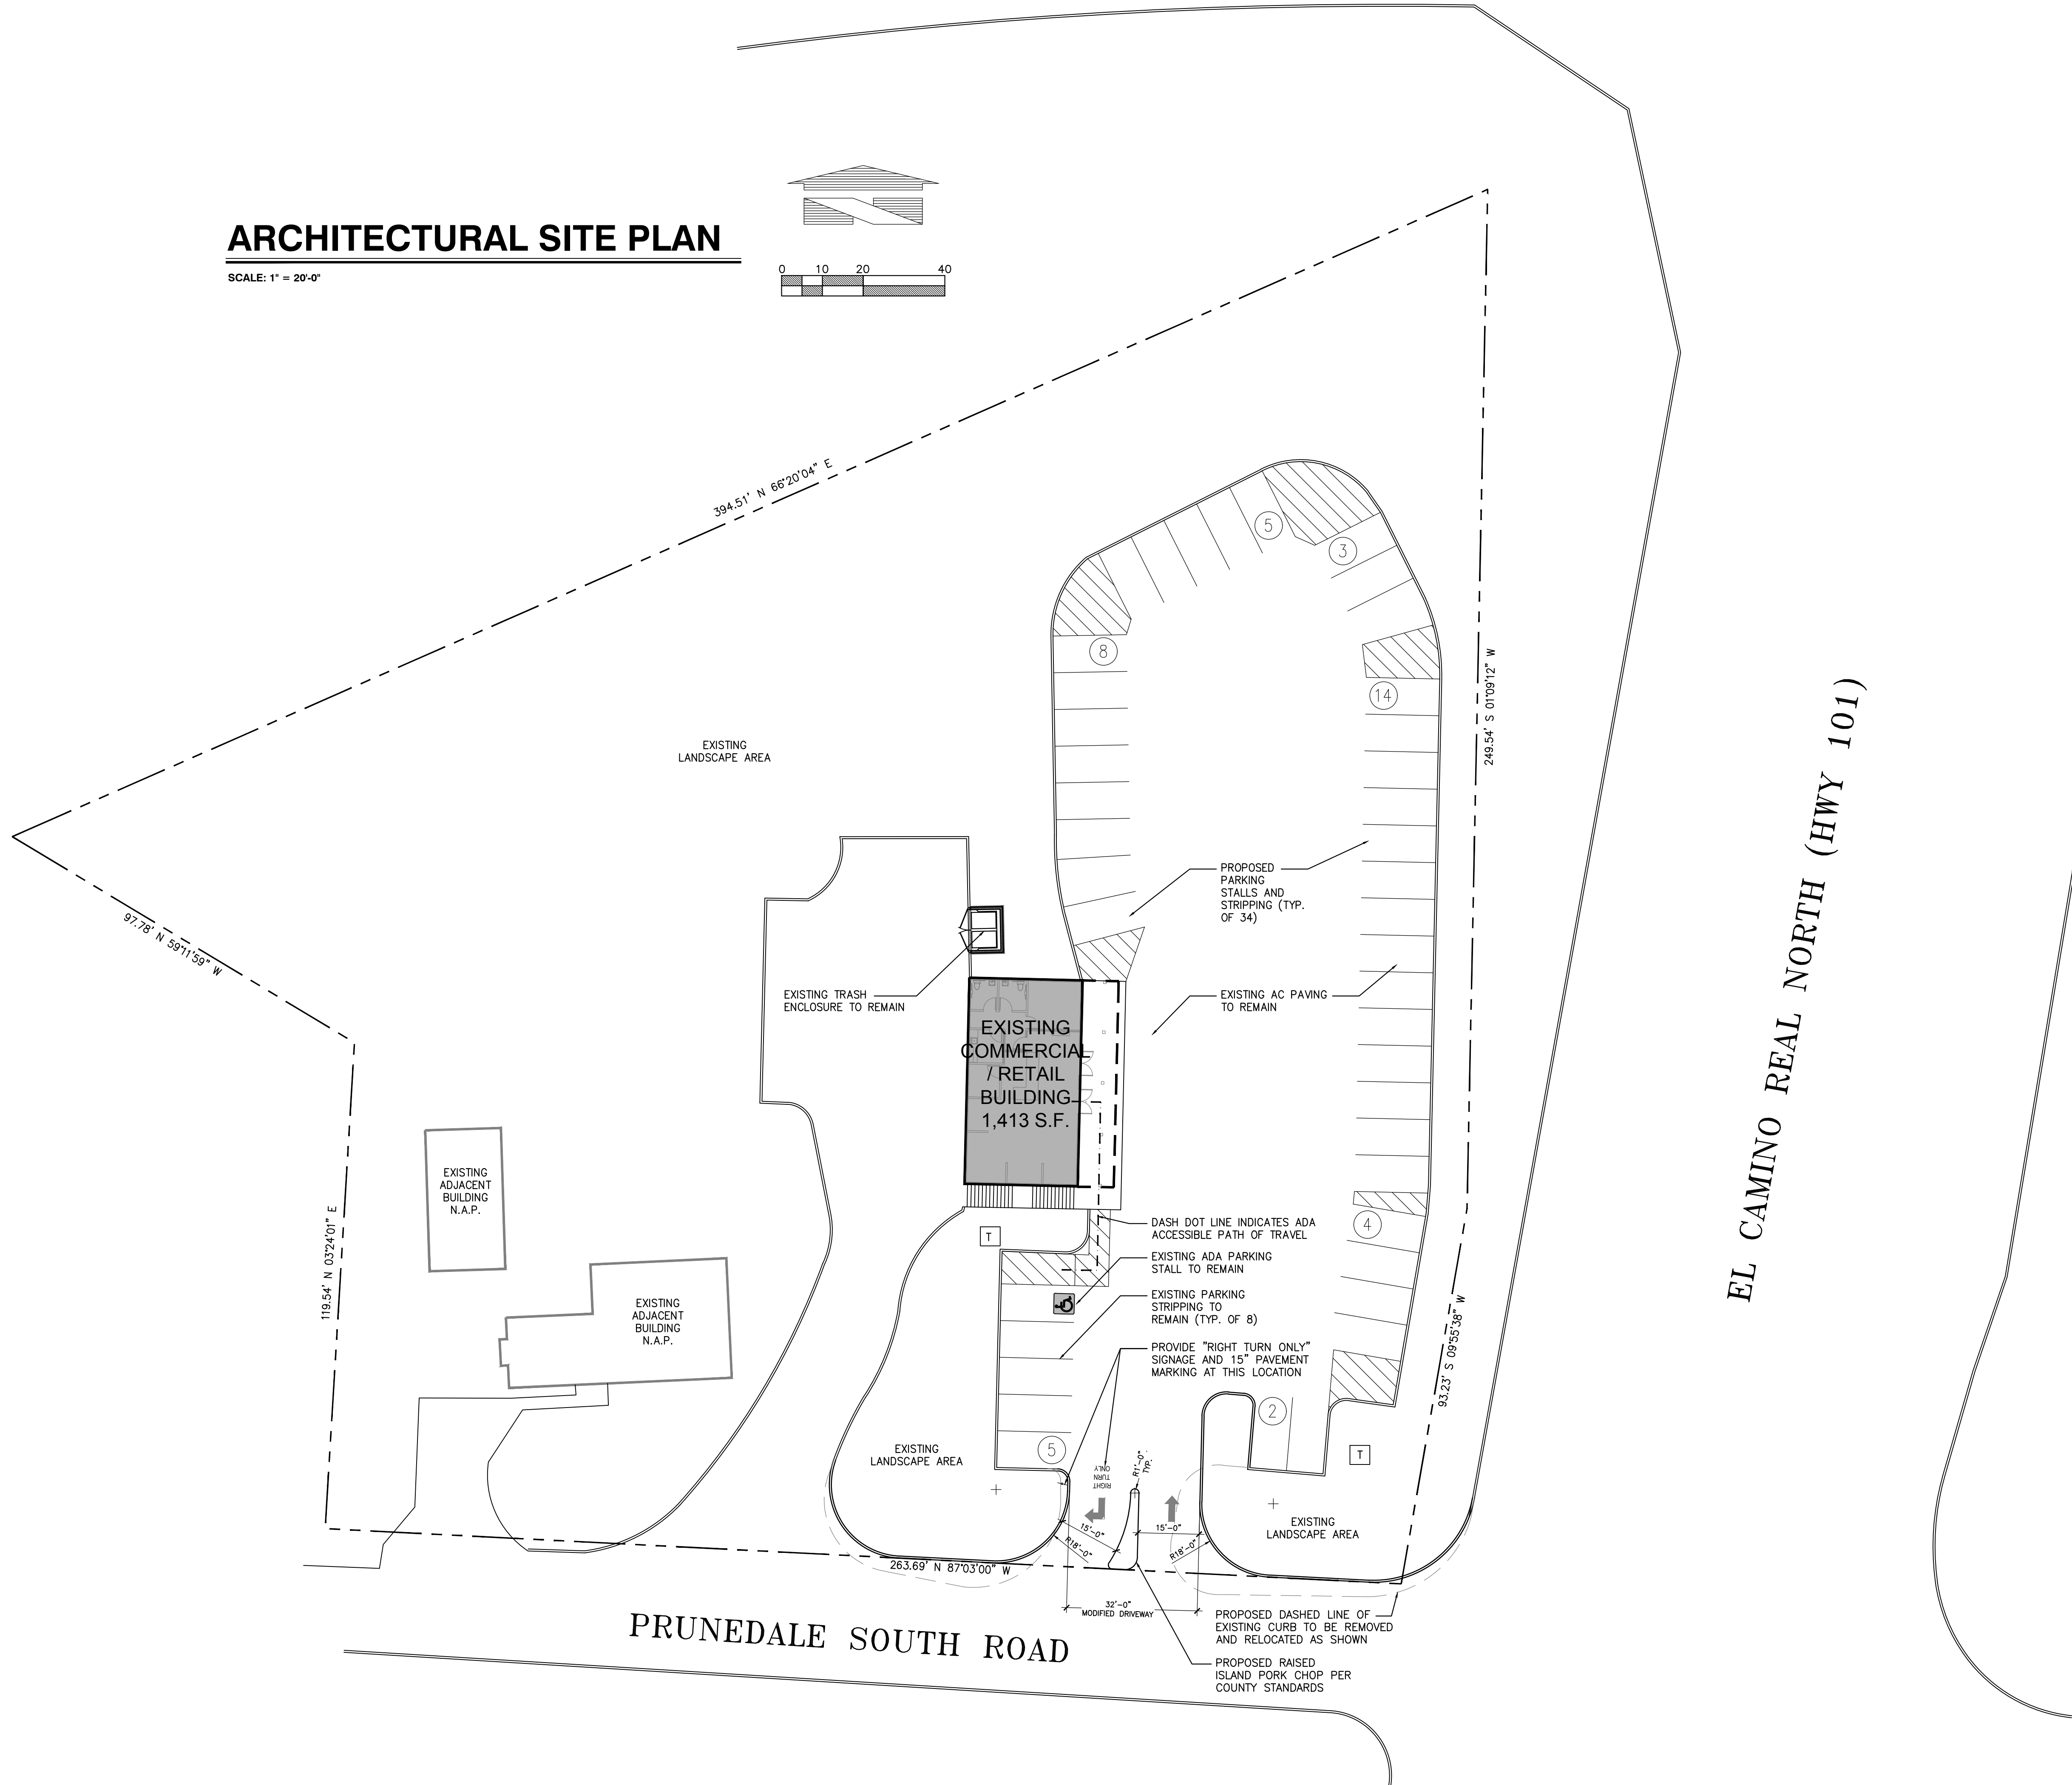 ARCHITECTURAL SITE PLAN
SCALE: 1" = 20'-0"
0 10 20 40
394.51' N 66°20'04" E
97.78' N 59°11'59" W
119.54' N 03°24'01" E
249.54' S 01°09'12" W
93.23' S 09°55'38" W
263.69' N 87°03'00" W
EL CAMINO REAL NORTH (HWY 101)
PRUNEDALE SOUTH ROAD
5
3
8
14
EXISTING
LANDSCAPE AREA
PROPOSED
PARKING
STALLS AND
STRIPPING (TYP.
OF 34)
EXISTING TRASH
ENCLOSURE TO REMAIN
EXISTING AC PAVING
TO REMAIN
EXISTING
COMMERCIAL
/ RETAIL
BUILDING
1,413 S.F.
EXISTING
ADJACENT
BUILDING
N.A.P.
EXISTING
ADJACENT
BUILDING
N.A.P.
T
4
DASH DOT LINE INDICATES ADA
ACCESSIBLE PATH OF TRAVEL
EXISTING ADA PARKING
STALL TO REMAIN
EXISTING PARKING
STRIPPING TO
REMAIN (TYP. OF 8)
PROVIDE "RIGHT TURN ONLY"
SIGNAGE AND 15" PAVEMENT
MARKING AT THIS LOCATION
2
5
T
EXISTING
LANDSCAPE AREA
ONLY
TURN
RIGHT
R1'-0"
TYP.
15'-0"
R18'-0"
15'-0"
R18'-0"
EXISTING
LANDSCAPE AREA
32'-0"
MODIFIED DRIVEWAY
PROPOSED DASHED LINE OF
EXISTING CURB TO BE REMOVED
AND RELOCATED AS SHOWN
PROPOSED RAISED
ISLAND PORK CHOP PER
COUNTY STANDARDS